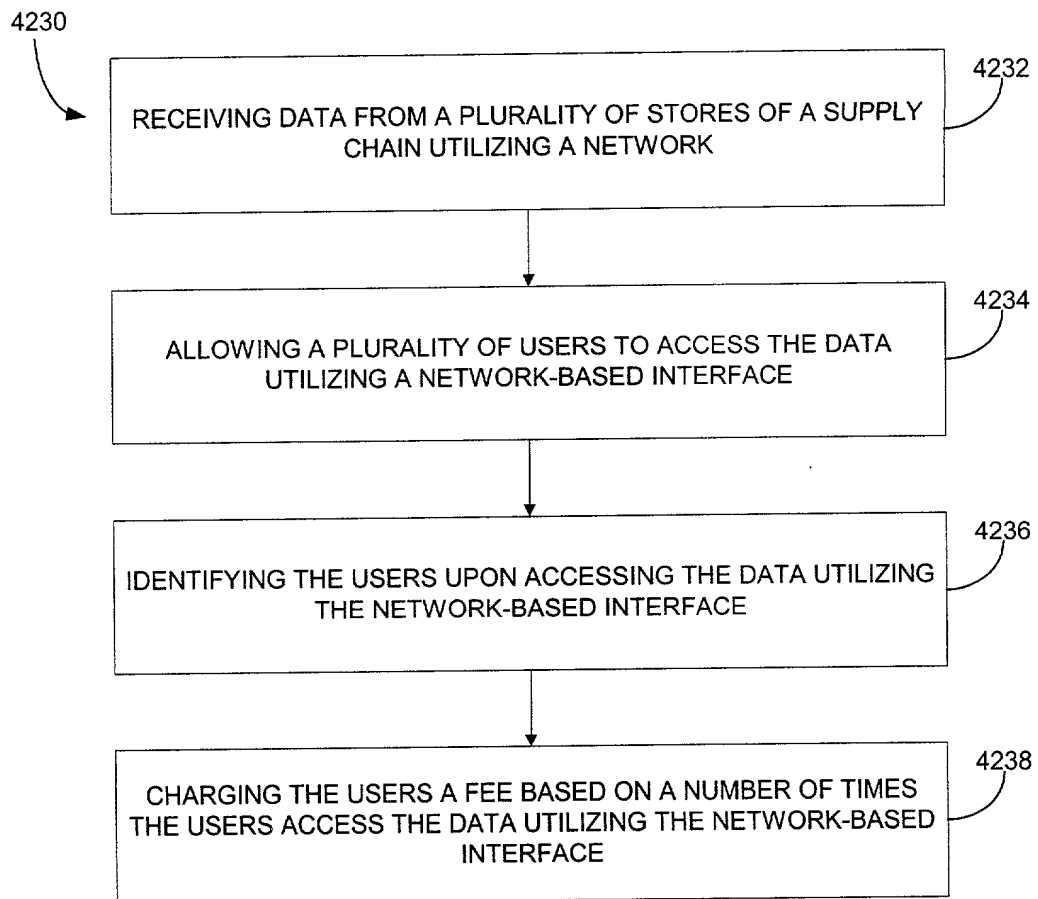 4230
4232
RECEIVING DATA FROM A PLURALITY OF STORES OF A SUPPLY
CHAIN UTILIZING A NETWORK
4234
ALLOWING A PLURALITY OF USERS TO ACCESS THE DATA
UTILIZING A NETWORK-BASED INTERFACE
4236
IDENTIFYING THE USERS UPON ACCESSING THE DATA UTILIZING
THE NETWORK-BASED INTERFACE
4238
CHARGING THE USERS A FEE BASED ON A NUMBER OF TIMES
THE USERS ACCESS THE DATA UTILIZING THE NETWORK-BASED
INTERFACE